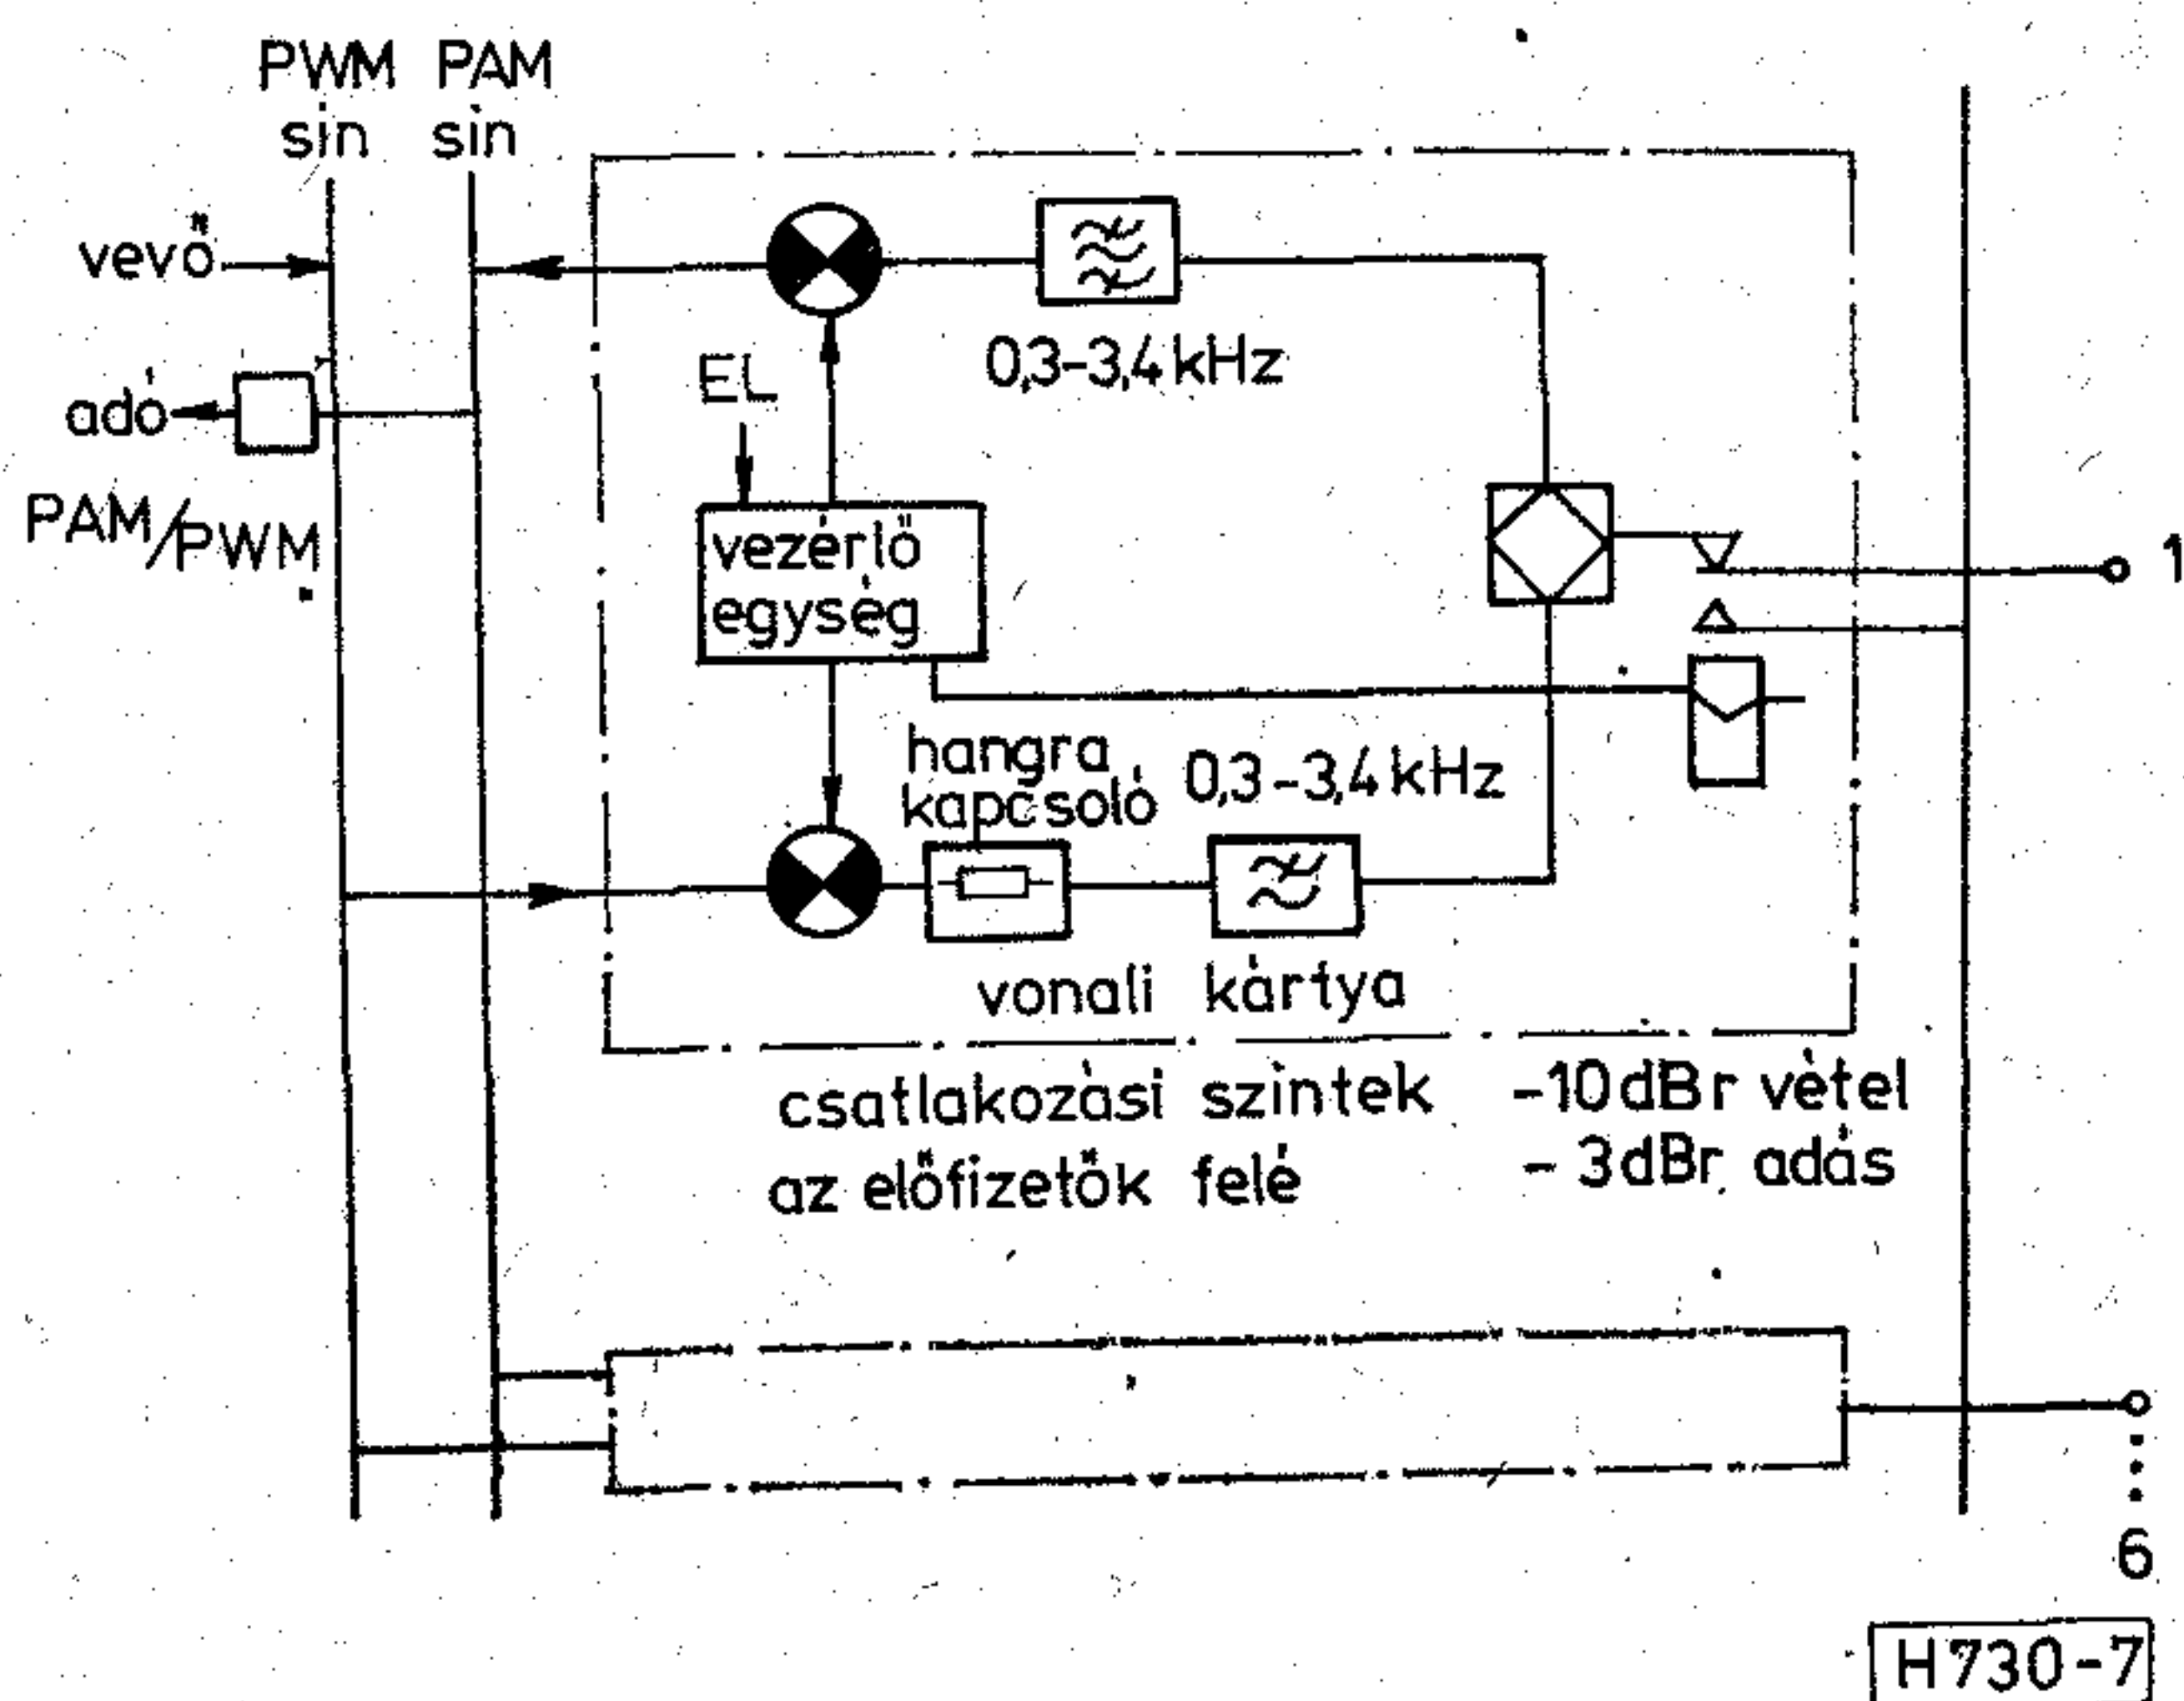 PWM PAM
sin sin
vevő
adó
PAM/PWM
EL
0,3-3,4 kHz
vezérlő
egység
1
hangra
kapcsoló
0,3-3,4 kHz
vonali kártya
csatlakozási szintek -10 dBr vétel
az előfizetők felé - 3 dBr adás
6
H730-7